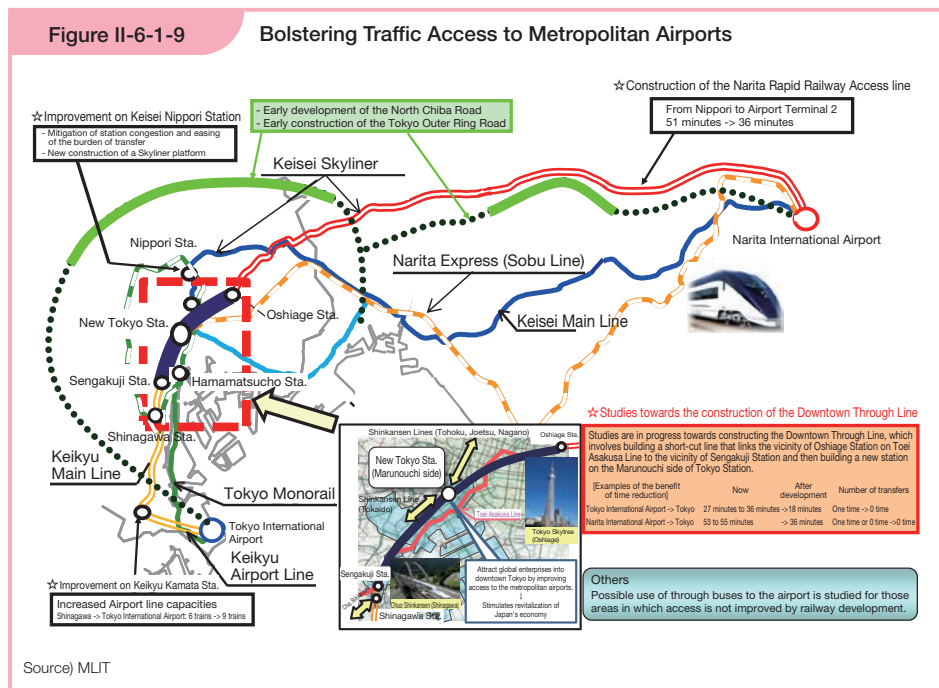 Figure II-6-1-9
Bolstering Traffic Access to Metropolitan Airports
☆Construction of the Narita Rapid Railway Access line
From Nippori to Airport Terminal 2
51 minutes -> 36 minutes
☆Improvement on Keisei Nippori Station
- Mitigation of station congestion and easing
of the burden of transfer
- New construction of a Skyliner platform
- Early development of the North Chiba Road
- Early construction of the Tokyo Outer Ring Road
Keisei Skyliner
Nippori Sta.
Narita International Airport
Narita Express (Sobu Line)
Oshiage Sta.
New Tokyo Sta.
Keisei Main Line
Sengakuji Sta.
Hamamatsucho Sta.
Shinagawa Sta.
Keikyu
Main Line
Tokyo Monorail
Tokyo International
Airport
Keikyu
Airport Line
☆Improvement on Keikyu Kamata Sta.
Increased Airport line capacities
Shinagawa -> Tokyo International Airport: 6 trains -> 9 trains
Shinkansen Lines (Tohoku, Joetsu, Nagano)
Oshiage Sta.
New Tokyo Sta.
(Marunouchi side)
Shinkansen Line
(Tokaido)
Toei Asakusa Line
Tokyo Skytree
(Oshiage)
Sengakuji Sta.
Chuo Shinkansen (Shinagawa)
Shinagawa Sta.
Attract global enterprises into
downtown Tokyo by improving
access to the metropolitan airports.
↓
Stimulates revitalization of
Japan's economy
☆Studies towards the construction of the Downtown Through Line
Studies are in progress towards constructing the Downtown Through Line, which
involves building a short-cut line that links the vicinity of Oshiage Station on Toei
Asakusa Line to the vicinity of Sengakuji Station and then building a new station
on the Marunouchi side of Tokyo Station.
[Examples of the benefit of time reduction] Now After development Number of transfers
Tokyo International Airport -> Tokyo 27 minutes to 36 minutes ->18 minutes One time -> 0 time
Narita International Airport -> Tokyo 53 to 55 minutes -> 36 minutes One time or 0 time ->0 time
Others
Possible use of through buses to the airport is studied for those
areas in which access is not improved by railway development.
Source) MLIT